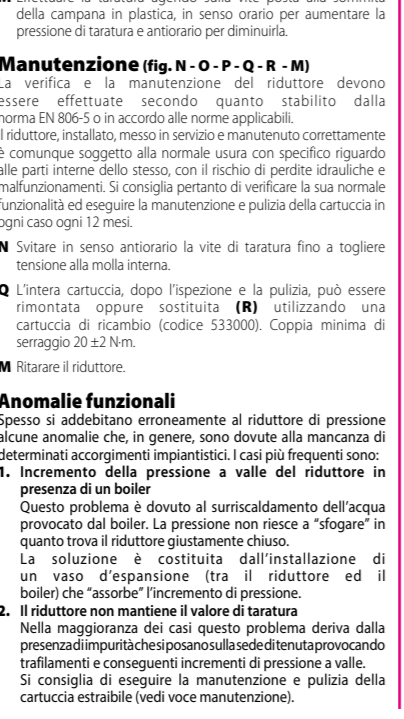 M Effettuare la taratura agendo sulla vite posta alla sommità
della campana in plastica, in senso orario per aumentare la
pressione di taratura e antiorario per diminuirla.
Manutenzione (fig. N - O - P - Q - R - M)
La verifica e la manutenzione del riduttore devono
essere effettuate secondo quanto stabilito dalla
norma EN 806-5 o in accordo alle norme applicabili.
Il riduttore, installato, messo in servizio e manutenuto correttamente
è comunque soggetto alla normale usura con specifico riguardo
alle parti interne dello stesso, con il rischio di perdite idrauliche e
malfunzionamenti. Si consiglia pertanto di verificare la sua normale
funzionalità ed eseguire la manutenzione e pulizia della cartuccia in
ogni caso ogni 12 mesi.
N Svitare in senso antiorario la vite di taratura fino a togliere
tensione alla molla interna.
Q L'intera cartuccia, dopo l'ispezione e la pulizia, può essere
rimontata oppure sostituita (R) utilizzando una
cartuccia di ricambio (codice 533000). Coppia minima di
serraggio 20 ±2 N·m.
M Ritarare il riduttore.
Anomalie funzionali
Spesso si addebitano erroneamente al riduttore di pressione
alcune anomalie che, in genere, sono dovute alla mancanza di
determinati accorgimenti impiantistici. I casi più frequenti sono:
1. Incremento della pressione a valle del riduttore in
presenza di un boiler
Questo problema è dovuto al surriscaldamento dell'acqua
provocato dal boiler. La pressione non riesce a "sfogare" in
quanto trova il riduttore giustamente chiuso.
La soluzione è costituita dall'installazione di
un vaso d'espansione (tra il riduttore ed il
boiler) che "assorbe" l'incremento di pressione.
2. Il riduttore non mantiene il valore di taratura
Nella maggioranza dei casi questo problema deriva dalla
presenza di impurità che si posano sulla sede di tenuta provocando
trafilamenti e conseguenti incrementi di pressione a valle.
Si consiglia di eseguire la manutenzione e pulizia della
cartuccia estraibile (vedi voce manutenzione).